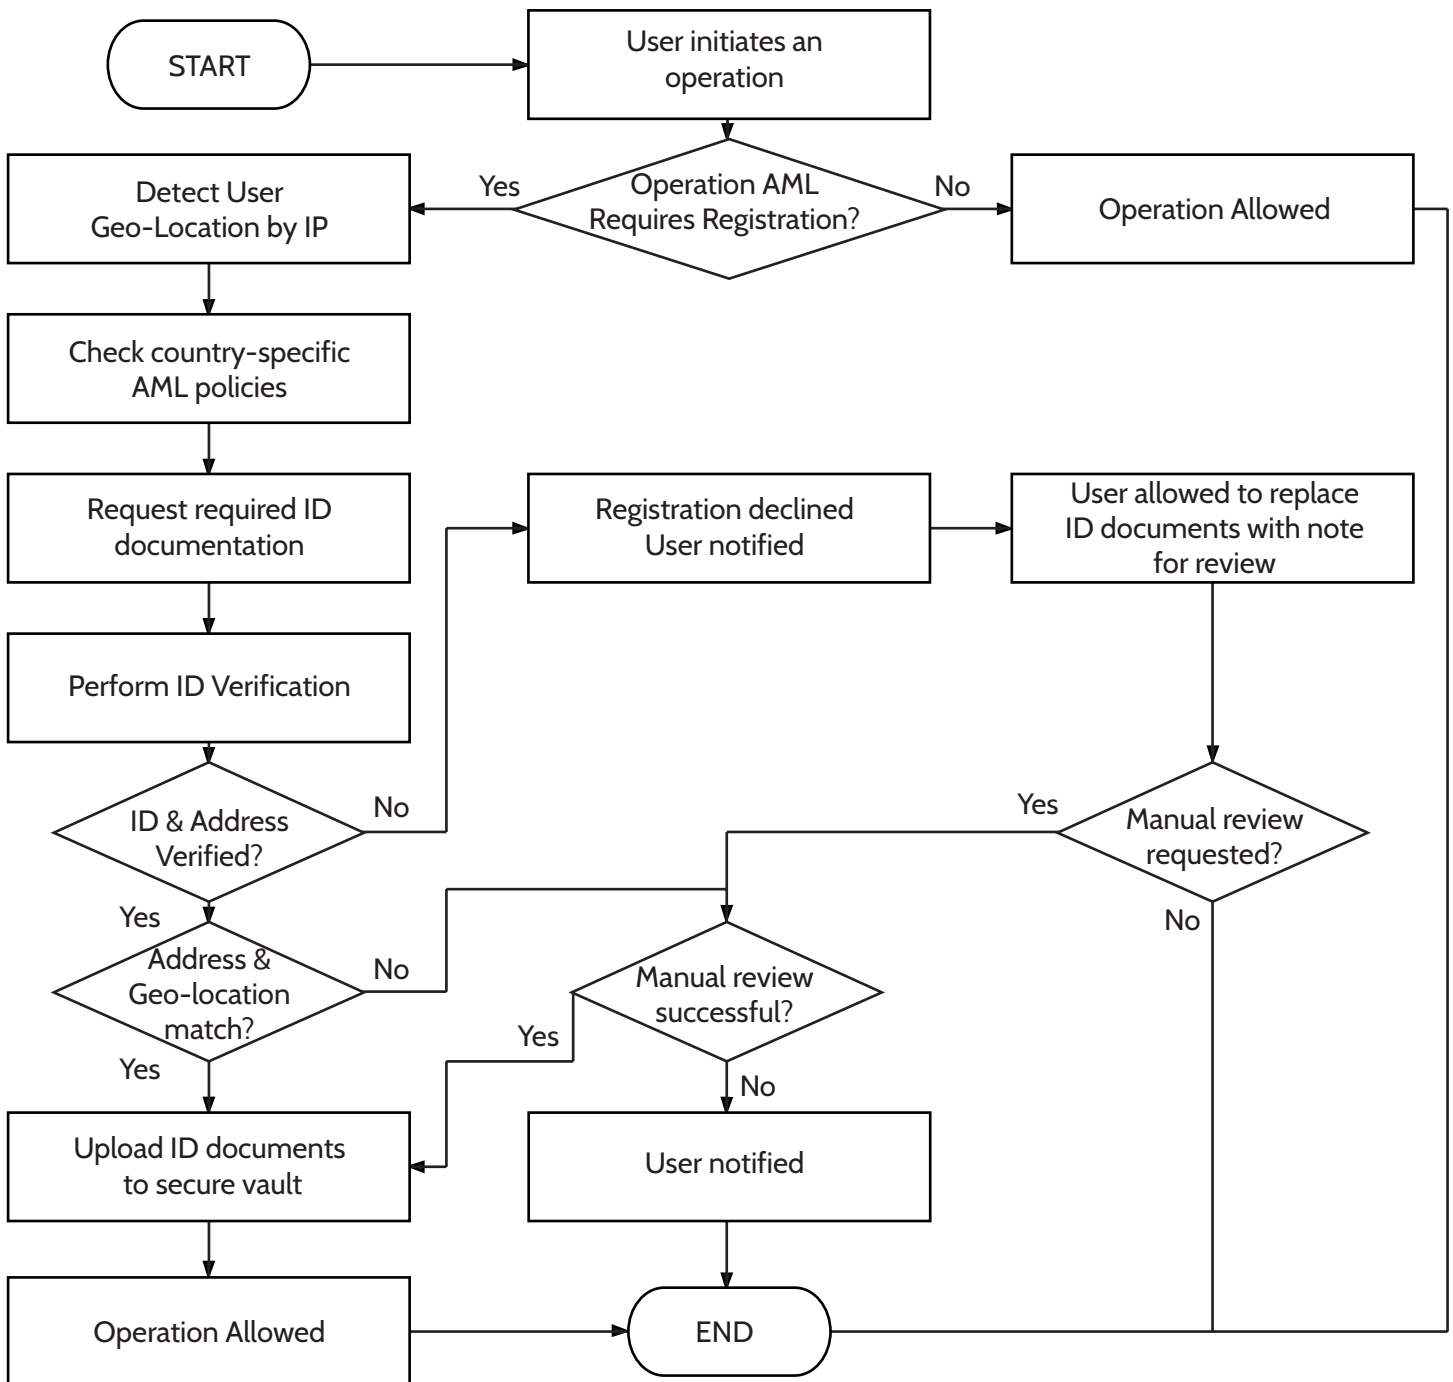 START
User initiates an
operation
Detect User
Geo-Location by IP
Yes
Operation AML
Requires Registration?
No
Operation Allowed
Check country-specific
AML policies
Request required ID
documentation
Registration declined
User notified
User allowed to replace
ID documents with note
for review
Perform ID Verification
ID & Address
Verified?
No
Yes
Manual review
requested?
Yes
No
Address &
Geo-location
match?
No
Manual review
successful?
Yes
Yes
No
Upload ID documents
to secure vault
User notified
Operation Allowed
END